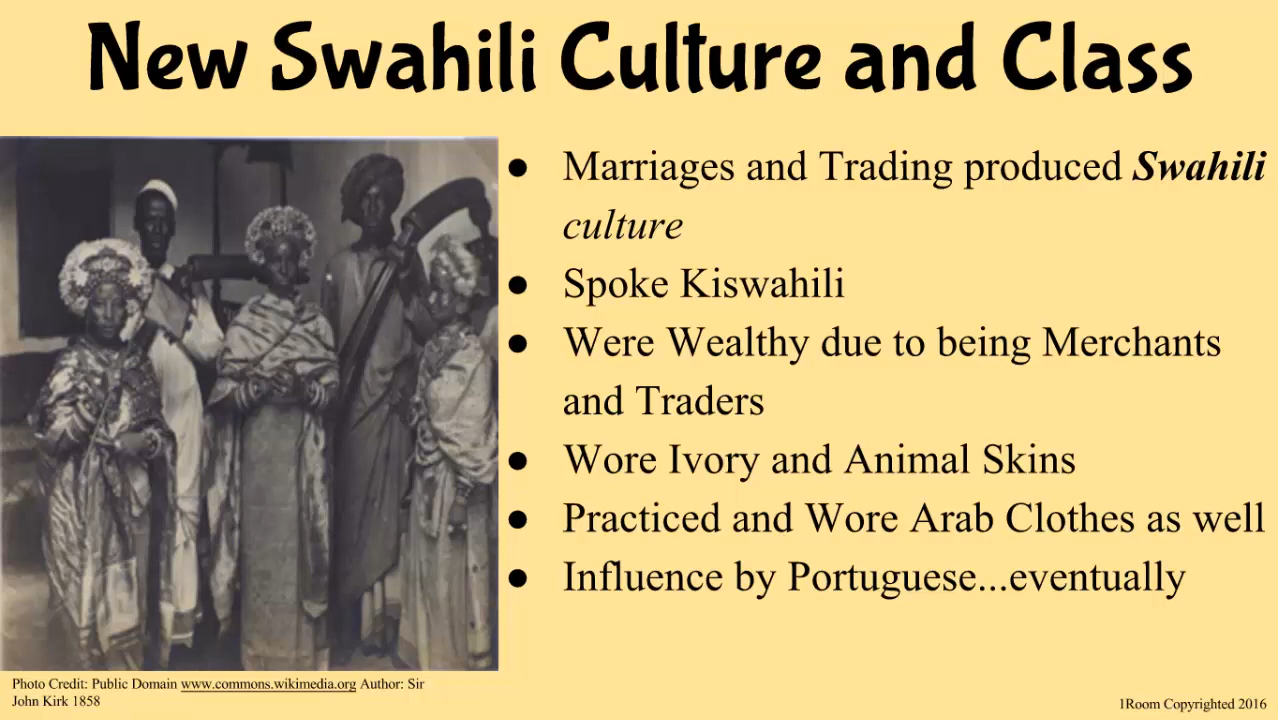 New Swahili Culture and Class
● Marriages and Trading produced Swahili
culture
● Spoke Kiswahili
● Were Wealthy due to being Merchants
and Traders
● Wore Ivory and Animal Skins
● Practiced and Wore Arab Clothes as well
● Influence by Portuguese...eventually
Photo Credit: Public Domain www.commons.wikimedia.org Author: Sir
John Kirk 1858
1Room Copyrighted 2016